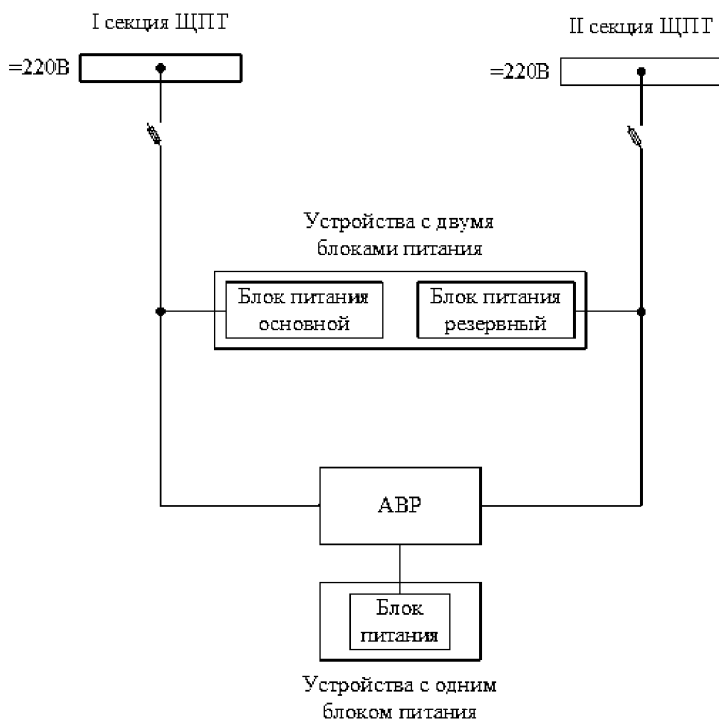 I секция ЩПТ
II секция ЩПТ
=220В
=220В
Устройства с двумя
блоками питания
Блок питания
основной
Блок питания
резервный
АВР
Блок
питания
Устройства с одним
блоком питания